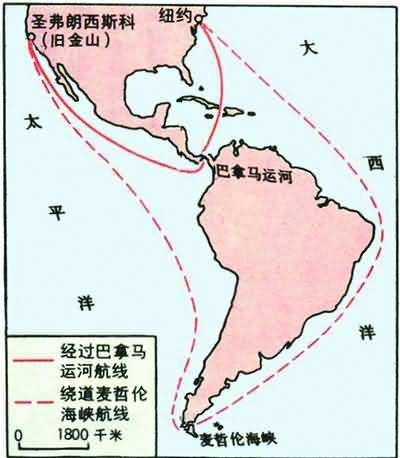 圣弗朗西斯科
(旧金山)
纽约
大
西
洋
太
平
洋
巴拿马运河
麦哲伦海峡
经过巴拿马
运河航线
绕道麦哲伦
海峡航线
0 1800 千米